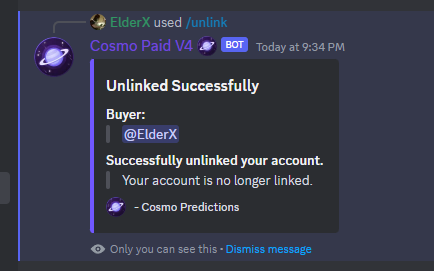 ElderX used /unlink
Cosmo Paid V4 BOT Today at 9:34 PM
Unlinked Successfully
Buyer:
@ElderX
Successfully unlinked your account.
Your account is no longer linked.
- Cosmo Predictions
Only you can see this • Dismiss message